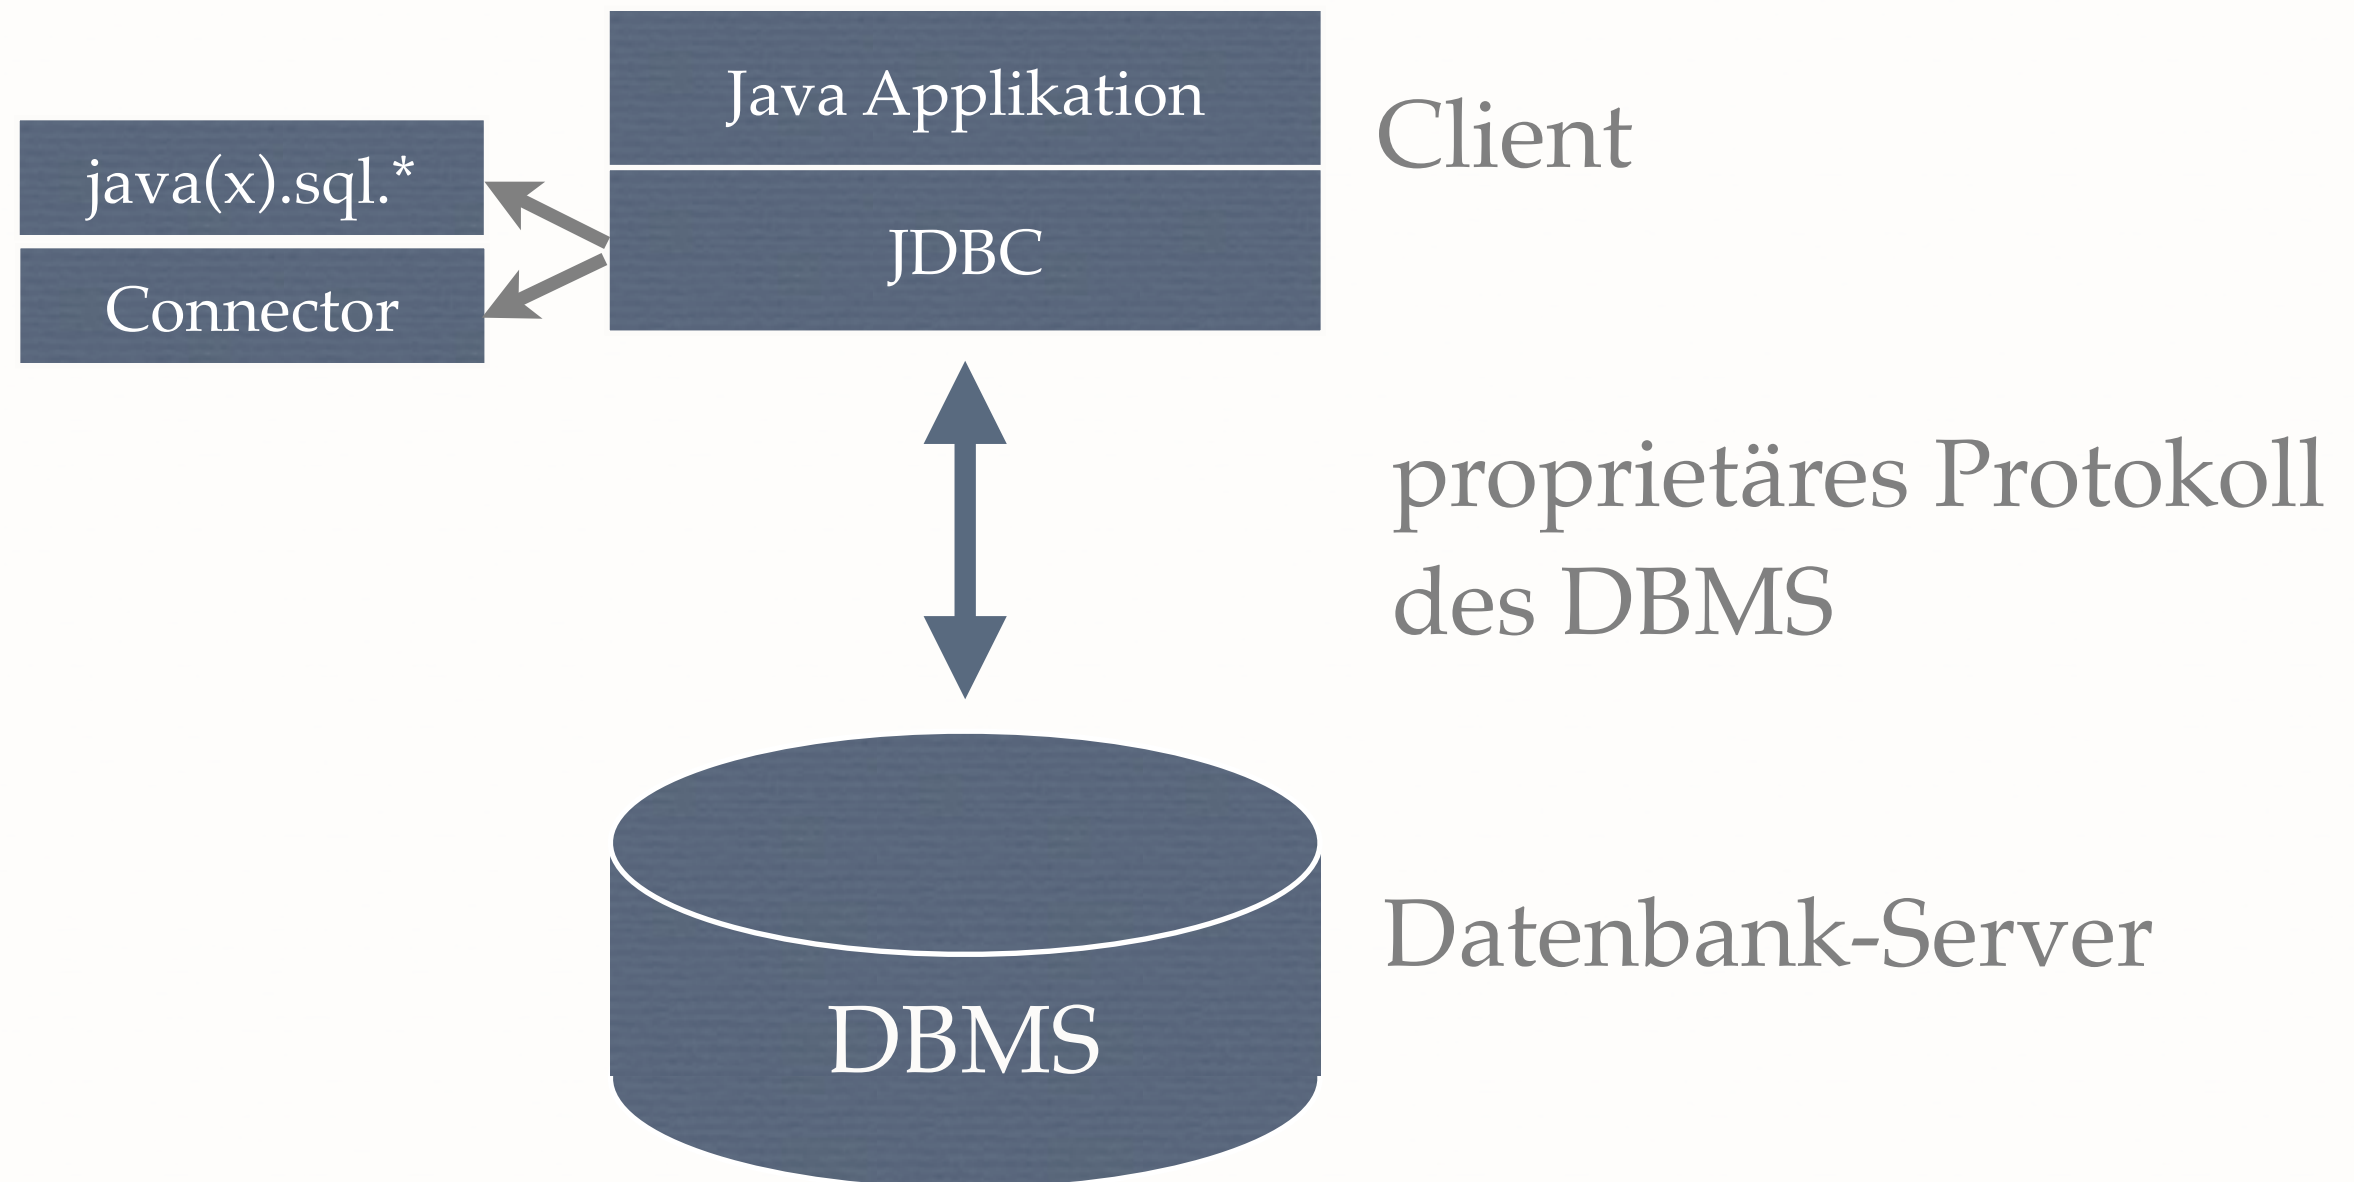 Java Applikation
Client
java(x).sql.*
JDBC
Connector
proprietäres Protokoll
des DBMS
Datenbank-Server
DBMS